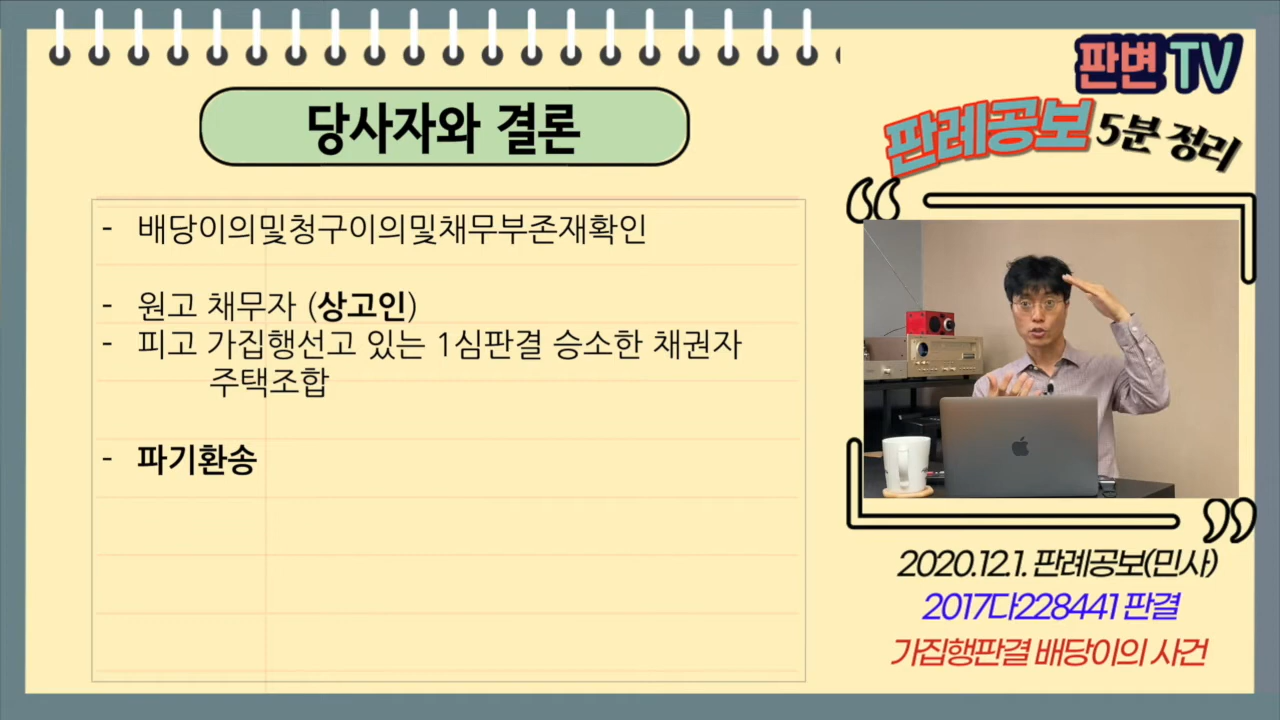 판변 TV
판례공보 5분 정리
당사자와 결론
- 배당이의및청구이의및채무부존재확인
- 원고 채무자 (상고인)
- 피고 가집행선고 있는 1심판결 승소한 채권자
주택조합
- 파기환송
2020.12.1. 판례공보(민사)
2017다228441 판결
가집행판결 배당이의 사건